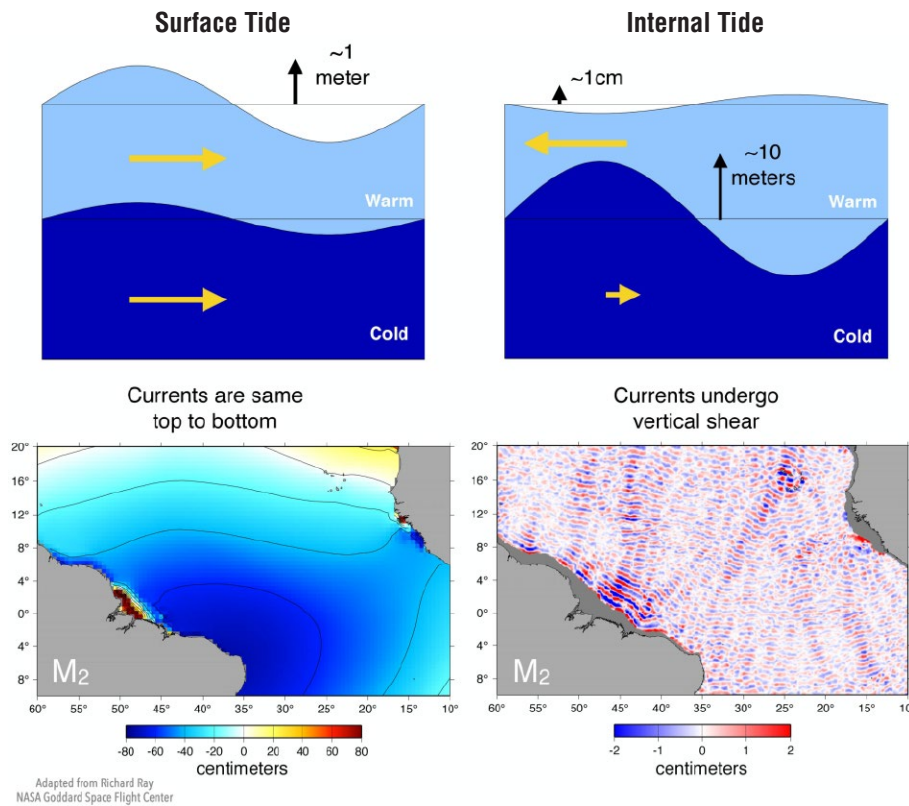 Surface Tide
Internal Tide
~1
meter
Warm
Cold
~1cm
~10
meters
Warm
Cold
Currents are same
top to bottom
Currents undergo
vertical shear
20°
16°
12°
8°
4°
0°
4°
8°
M2
60° 55° 50° 45° 40° 35° 30° 25° 20° 15° 10°
-80 -60 -40 -20 0 20 40 60 80
centimeters
20°
16°
12°
8°
4°
0°
4°
8°
M2
60° 55° 50° 45° 40° 35° 30° 25° 20° 15° 10°
-2 -1 0 1 2
centimeters
Adapted from Richard Ray
NASA Goddard Space Flight Center